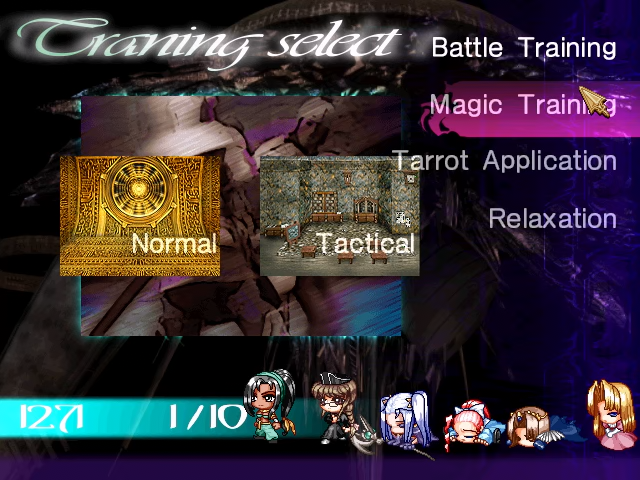 Traning select
Battle Training
Magic Training
Tarrot Application
Relaxation
Normal
Tactical
1271 1/10